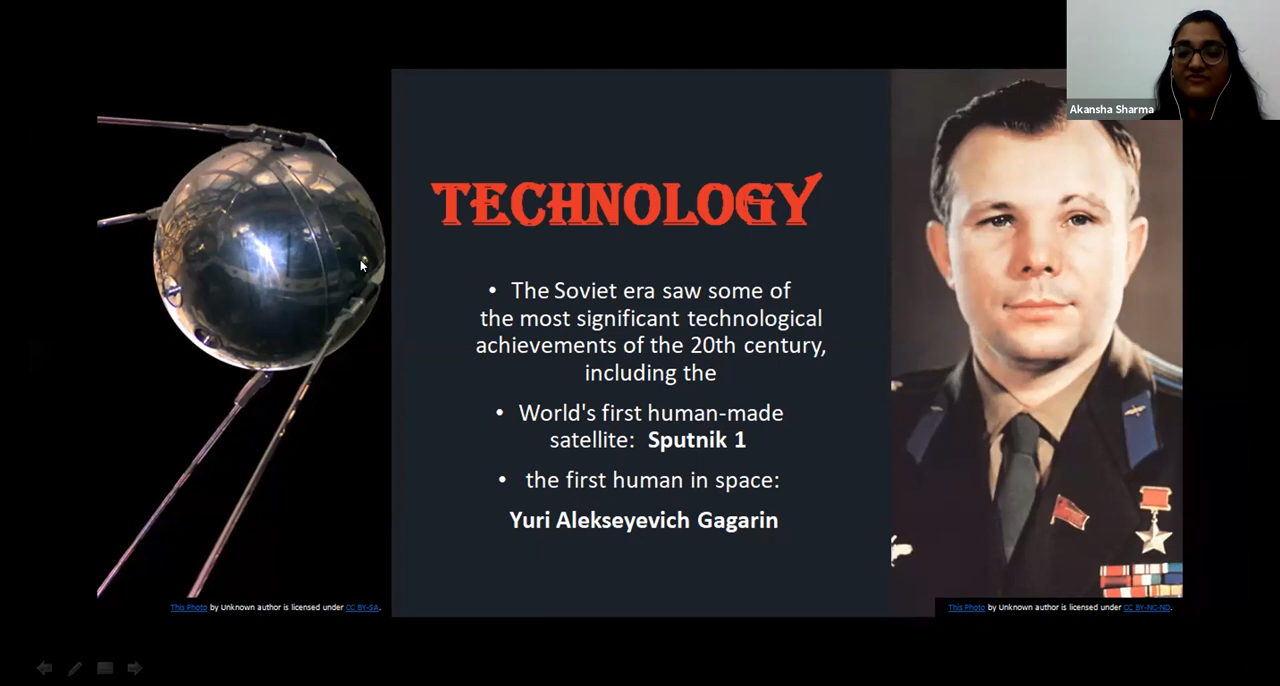 Akansha Sharma
TECHNOLOGY
• The Soviet era saw some of
the most significant technological
achievements of the 20th century,
including the
• World's first human-made
satellite: Sputnik 1
• the first human in space:
Yuri Alekseyevich Gagarin
This Photo by Unknown author is licensed under CC BY-SA.
This Photo by Unknown author is licensed under CC BY-NC-ND.